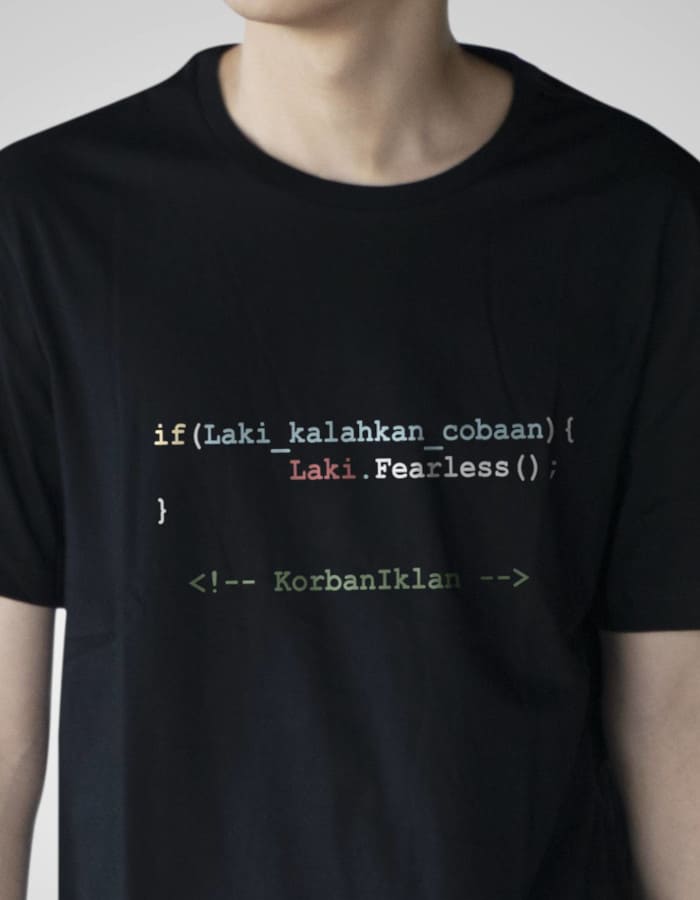 if(Laki_kalahkan_cobaan){
Laki.Fearless();
}
<!-- KorbanIklan -->